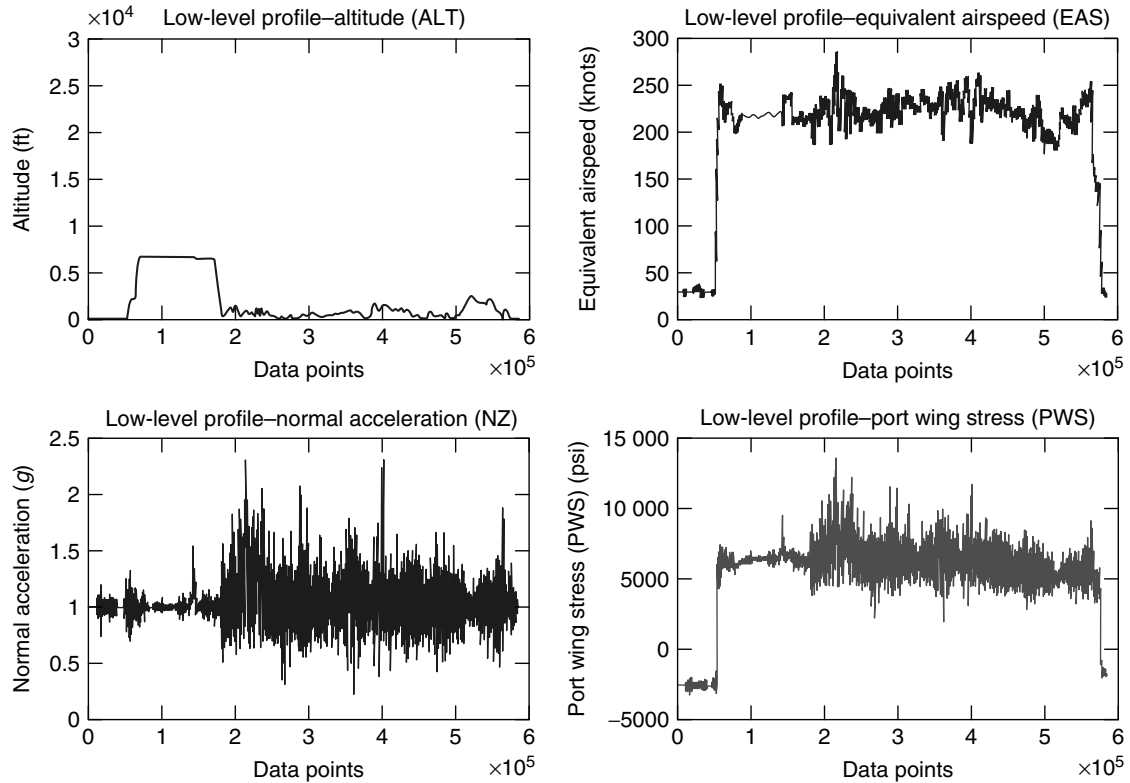 ×10⁴
Low-level profile–altitude (ALT)
3
2.5
2
1.5
1
0.5
0
Altitude (ft)
0 1 2 3 4 5 6
Data points
×10⁵
Low-level profile–equivalent airspeed (EAS)
300
250
200
150
100
50
0
Equivalent airspeed (knots)
0 1 2 3 4 5 6
Data points
×10⁵
Low-level profile–normal acceleration (NZ)
2.5
2
1.5
1
0.5
0
Normal acceleration (g)
0 1 2 3 4 5 6
Data points
×10⁵
Low-level profile–port wing stress (PWS)
15 000
10 000
5000
0
−5000
Port wing stress (PWS) (psi)
0 1 2 3 4 5 6
Data points
×10⁵